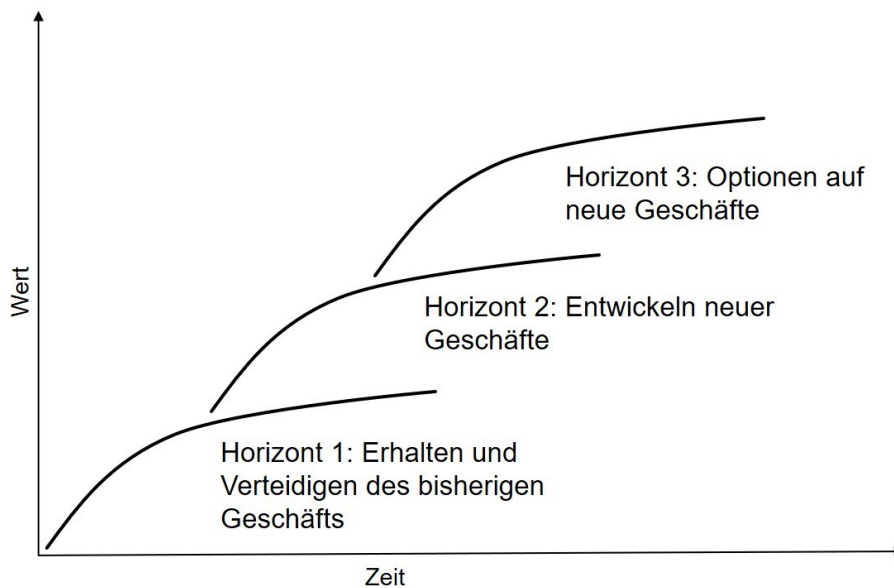 Horizont 3: Optionen auf
neue Geschäfte
Wert
Horizont 2: Entwickeln neuer
Geschäfte
Horizont 1: Erhalten und
Verteidigen des bisherigen
Geschäfts
Zeit